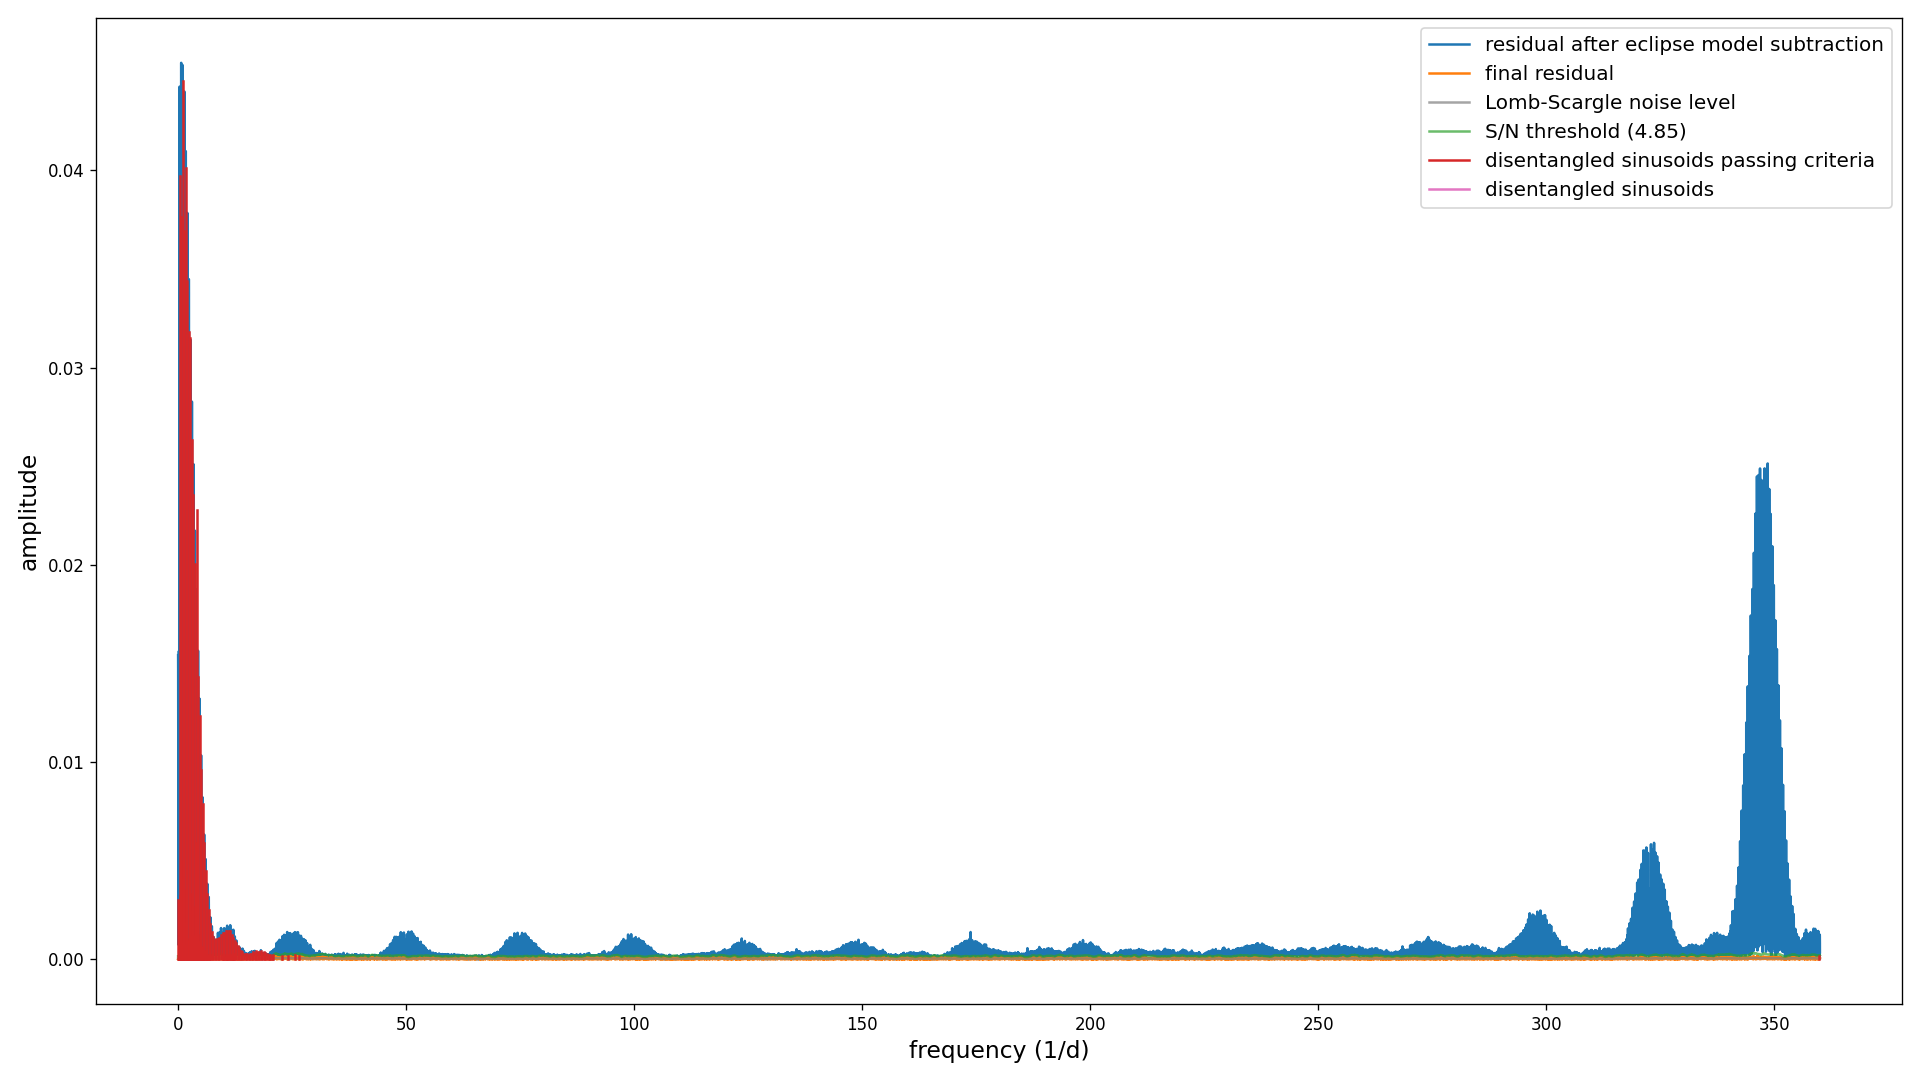 residual after eclipse model subtraction
final residual
Lomb-Scargle noise level
S/N threshold (4.85)
disentangled sinusoids passing criteria
disentangled sinusoids
amplitude
0.04
0.03
0.02
0.01
0.00
0 50 100 150 200 250 300 350
frequency (1/d)